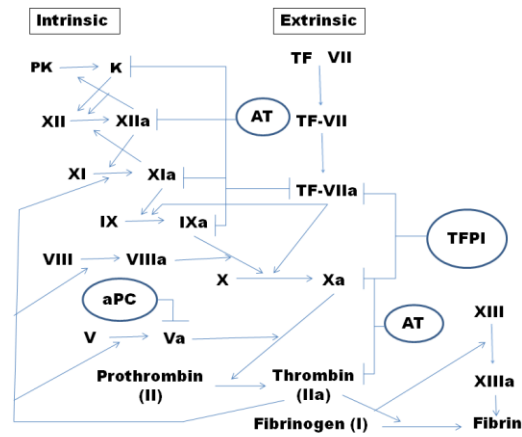 Intrinsic Extrinsic
PK K TF VII
XII XIIa AT TF-VII
XI XIa TF-VIIa
IX IXa TFPI
VIII VIIIa X Xa
aPC AT XIII
V Va
Prothrombin Thrombin XIIIa
(II) (IIa)
Fibrinogen (I) Fibrin